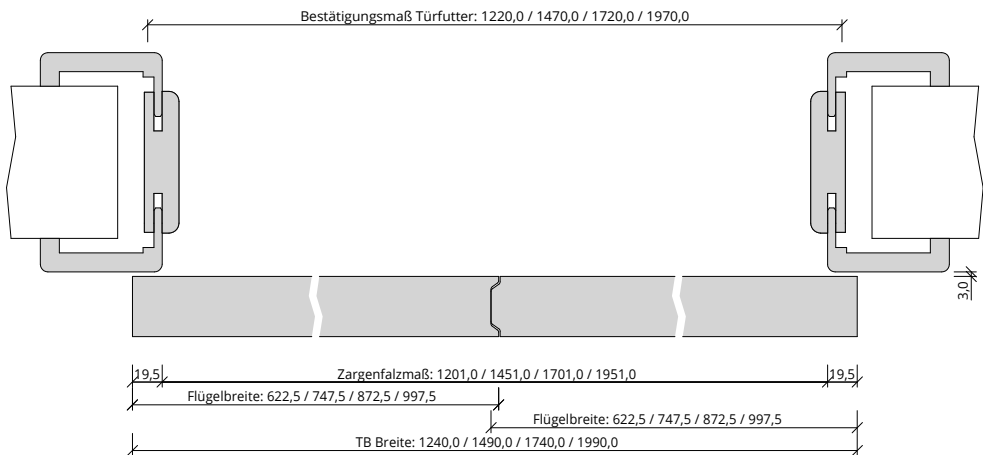 Bestätigungsmaß Türfutter: 1220,0 / 1470,0 / 1720,0 / 1970,0
3,0
19,5 Zargenfalzmaß: 1201,0 / 1451,0 / 1701,0 / 1951,0 19,5
Flügelbreite: 622,5 / 747,5 / 872,5 / 997,5
Flügelbreite: 622,5 / 747,5 / 872,5 / 997,5
TB Breite: 1240,0 / 1490,0 / 1740,0 / 1990,0